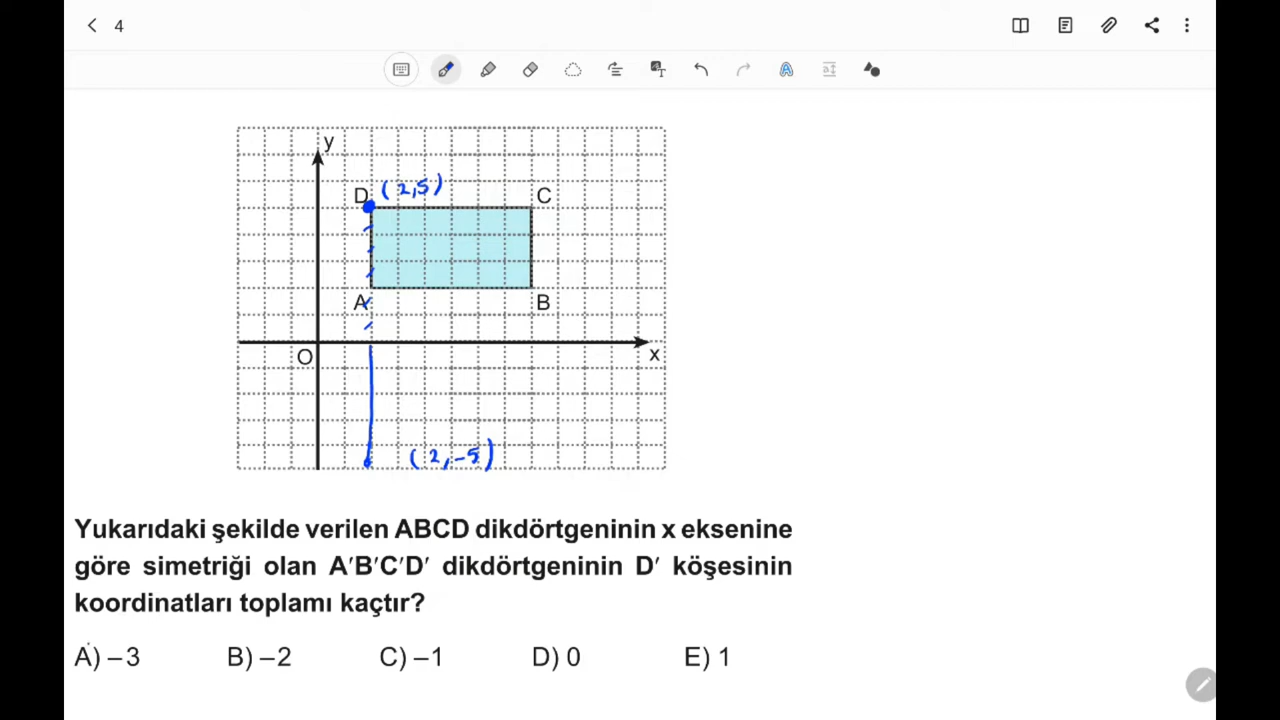 4
y
D (2,5) C
A B
O x
(2,-5)
Yukarıdaki şekilde verilen ABCD dikdörtgeninin x eksenine
göre simetriği olan A′B′C′D′ dikdörtgeninin D′ köşesinin
koordinatları toplamı kaçtır?
A) –3 B) –2 C) –1 D) 0 E) 1